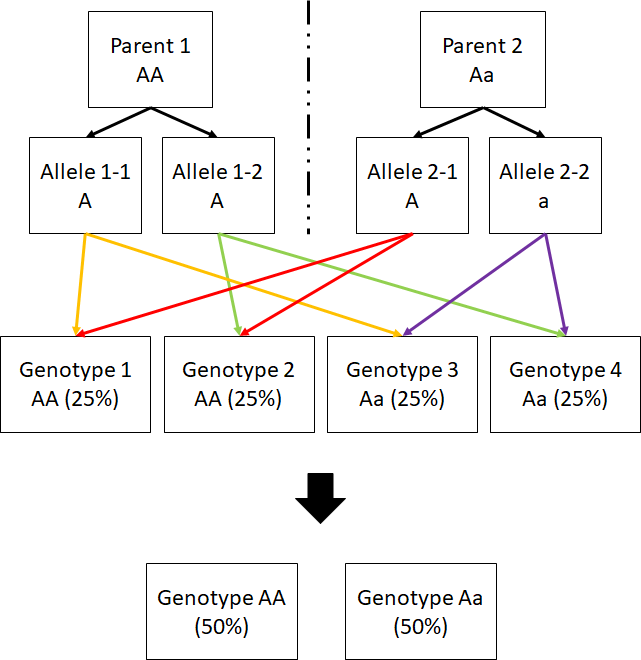 Parent 1
AA
Parent 2
Aa
Allele 1-1
A
Allele 1-2
A
Allele 2-1
A
Allele 2-2
a
Genotype 1
AA (25%)
Genotype 2
AA (25%)
Genotype 3
Aa (25%)
Genotype 4
Aa (25%)
Genotype AA
(50%)
Genotype Aa
(50%)